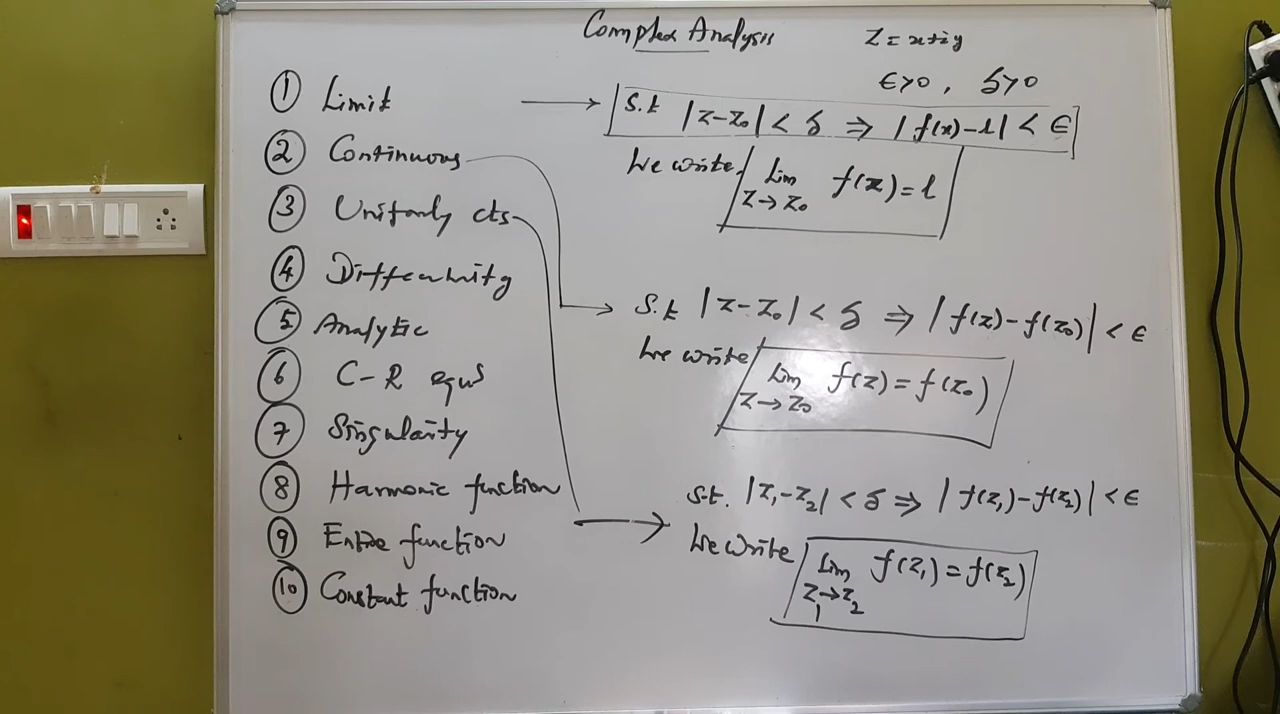 Complex Analysis
Z = x+iy
ϵ>0, δ>0
① Limit
S.t |z-z₀| < δ ⇒ |f(z)-l| < ϵ
② Continuous
We write lim z→z₀ f(z) = l
③ Uniformly cts
④ Differentiability
S.t |z-z₀| < δ ⇒ |f(z)-f(z₀)| < ϵ
⑤ Analytic
We write lim z→z₀ f(z) = f(z₀)
⑥ C-R equs
⑦ Singularity
⑧ Harmonic function
S.t. |z₁-z₂| < δ ⇒ |f(z₁)-f(z₂)| < ϵ
⑨ Entire function
We write lim z₁→z₂ f(z₁) = f(z₂)
⑩ Constant function